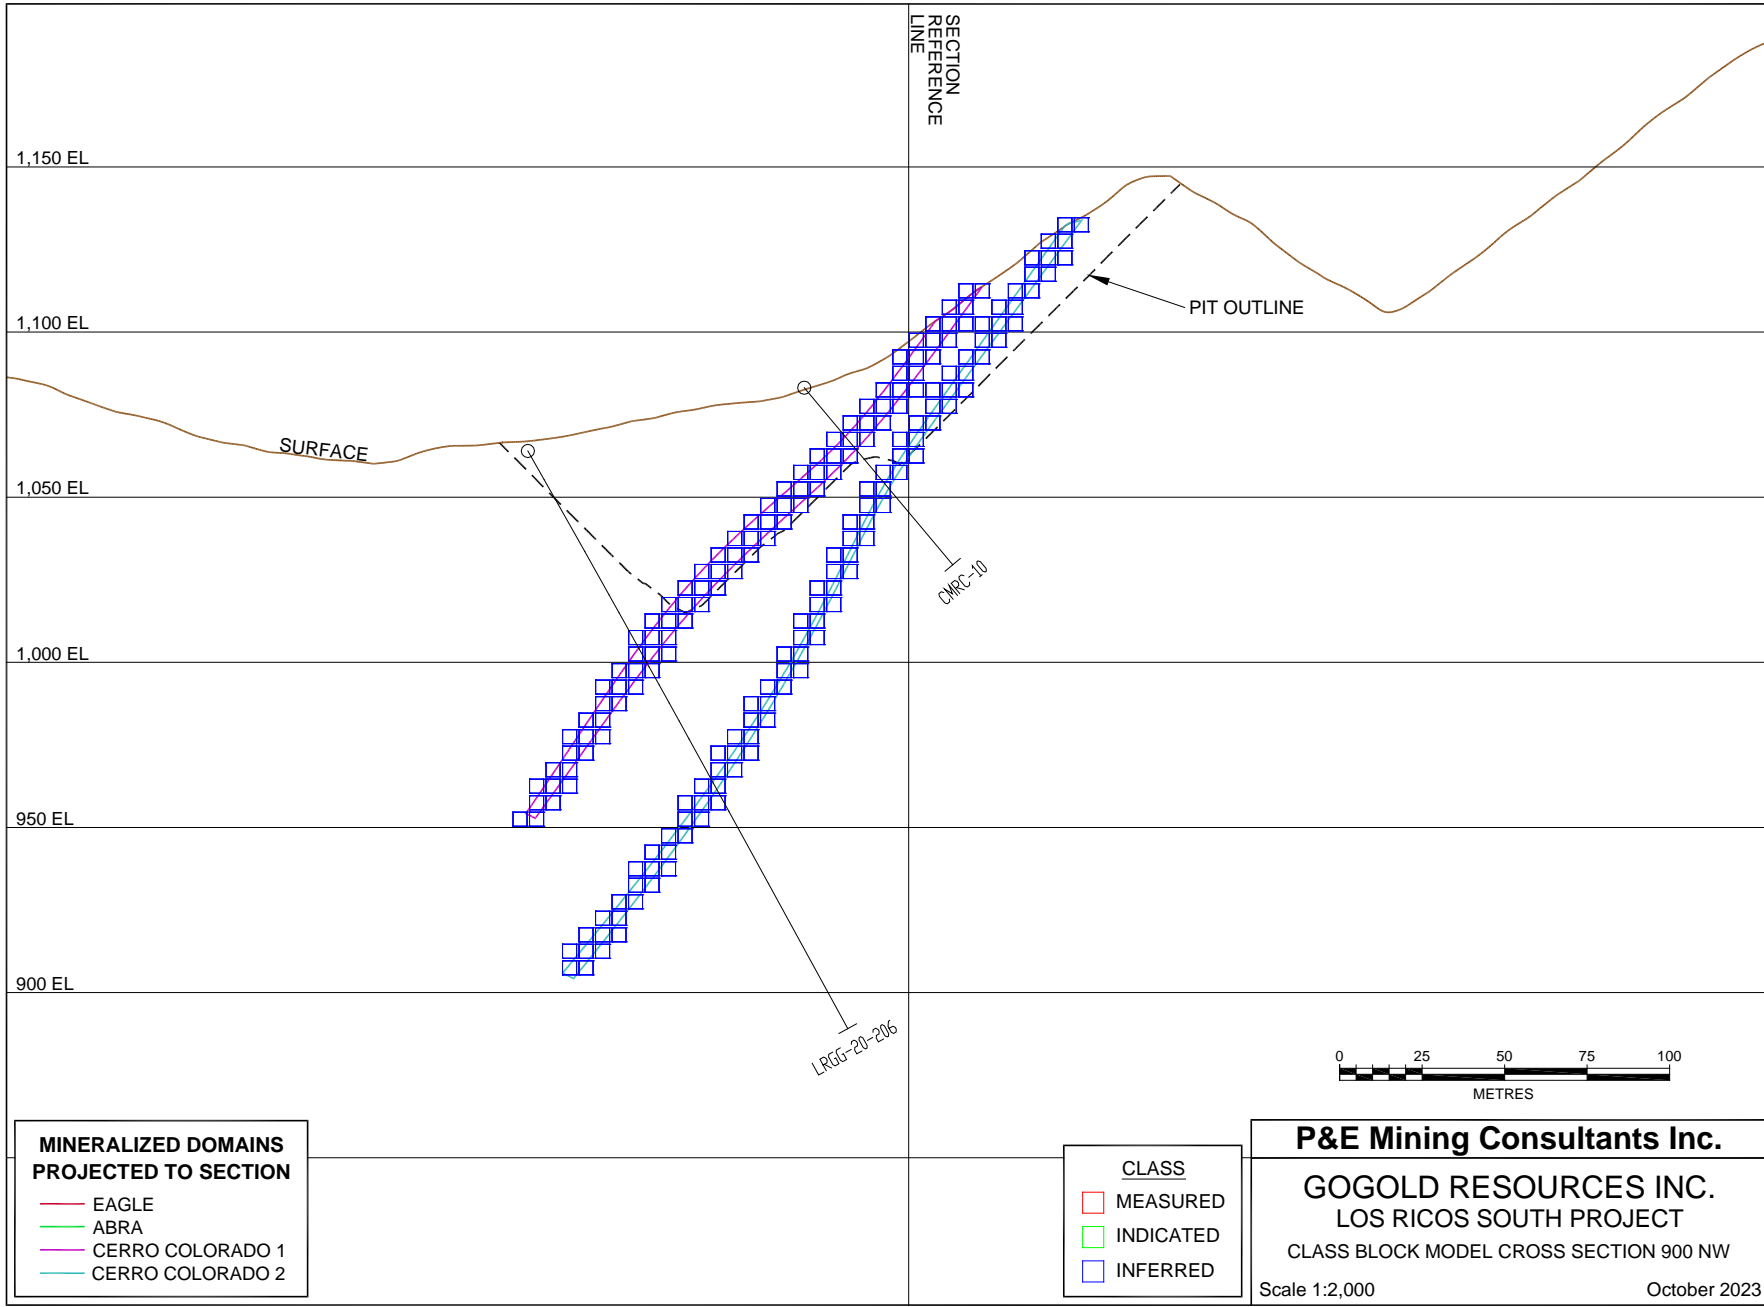 SECTION
REFERENCE
LINE
1,150 EL
1,100 EL
PIT OUTLINE
SURFACE
1,050 EL
CMRC-10
1,000 EL
950 EL
900 EL
LRGG-20-206
0 25 50 75 100
METRES
MINERALIZED DOMAINS
PROJECTED TO SECTION
EAGLE
ABRA
CERRO COLORADO 1
CERRO COLORADO 2
CLASS
MEASURED
INDICATED
INFERRED
P&E Mining Consultants Inc.
GOGOLD RESOURCES INC.
LOS RICOS SOUTH PROJECT
CLASS BLOCK MODEL CROSS SECTION 900 NW
Scale 1:2,000 October 2023